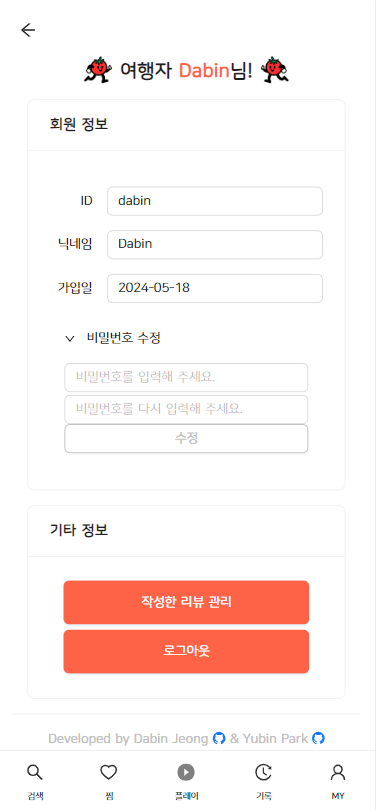 여행자 Dabin님!
회원 정보
ID dabin
닉네임 Dabin
가입일 2024-05-18
비밀번호 수정
비밀번호를 입력해 주세요.
비밀번호를 다시 입력해 주세요.
수정
기타 정보
작성한 리뷰 관리
로그아웃
Developed by Dabin Jeong & Yubin Park
검색 찜 플레이 기록 MY